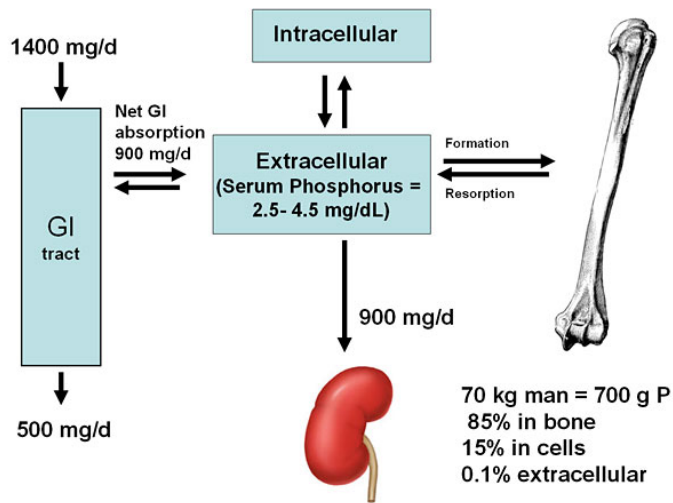 1400 mg/d
Intracellular
Net GI
absorption
900 mg/d
Extracellular
(Serum Phosphorus =
2.5- 4.5 mg/dL)
Formation
Resorption
GI
tract
900 mg/d
500 mg/d
70 kg man = 700 g P
85% in bone
15% in cells
0.1% extracellular